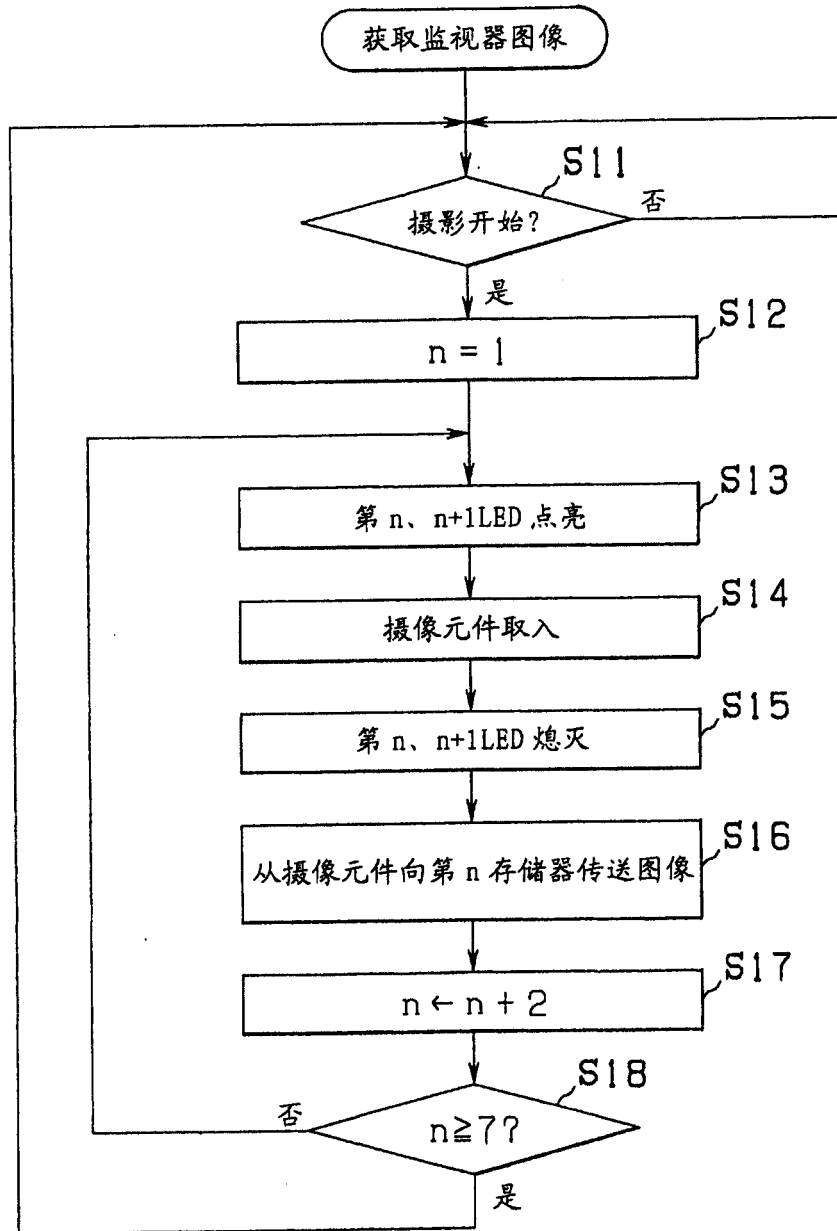 获取监视器图像
S11
摄影开始?
否
是
S12
n = 1
S13
第 n、n+1LED 点亮
S14
摄像元件取入
S15
第 n、n+1LED 熄灭
S16
从摄像元件向第 n 存储器传送图像
S17
n ← n + 2
S18
否
n≧7?
是